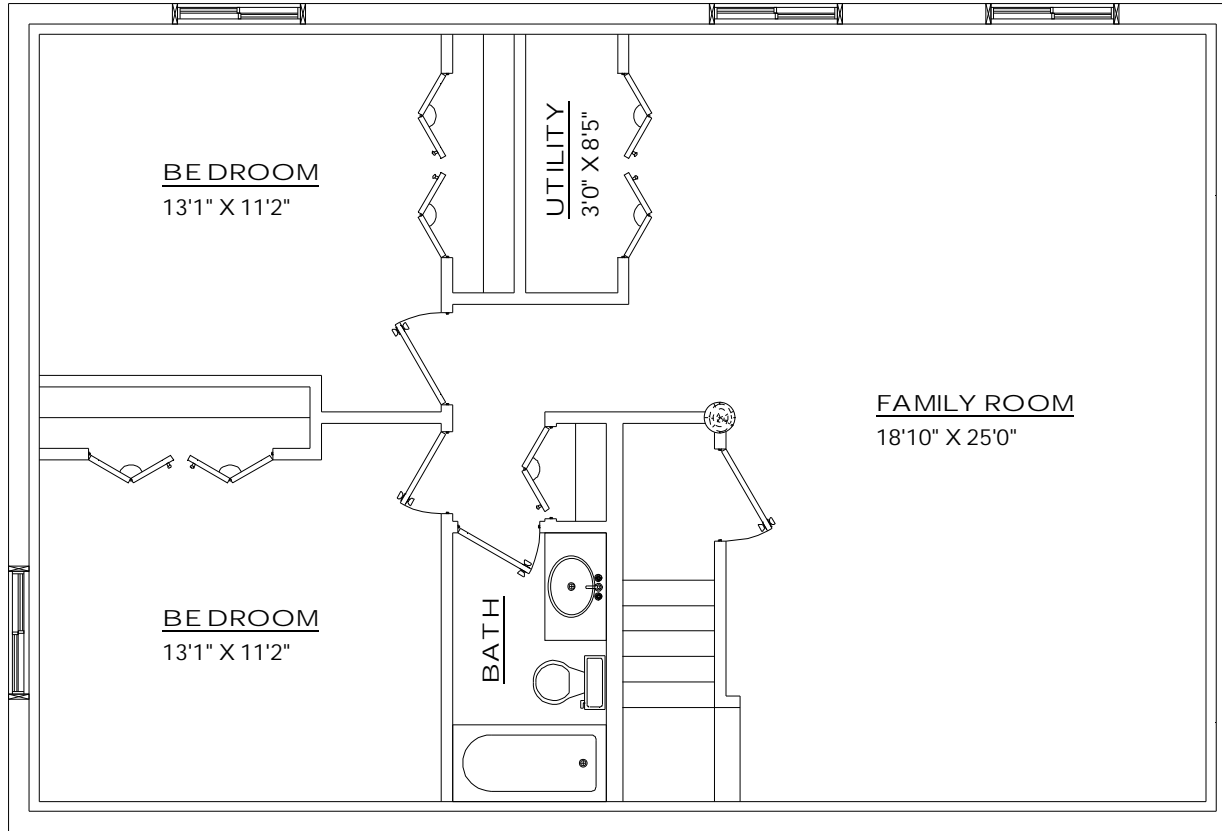 BEDROOM
13'1" X 11'2"
UTILITY
3'0" X 8'5"
FAMILY ROOM
18'10" X 25'0"
BEDROOM
13'1" X 11'2"
BATH